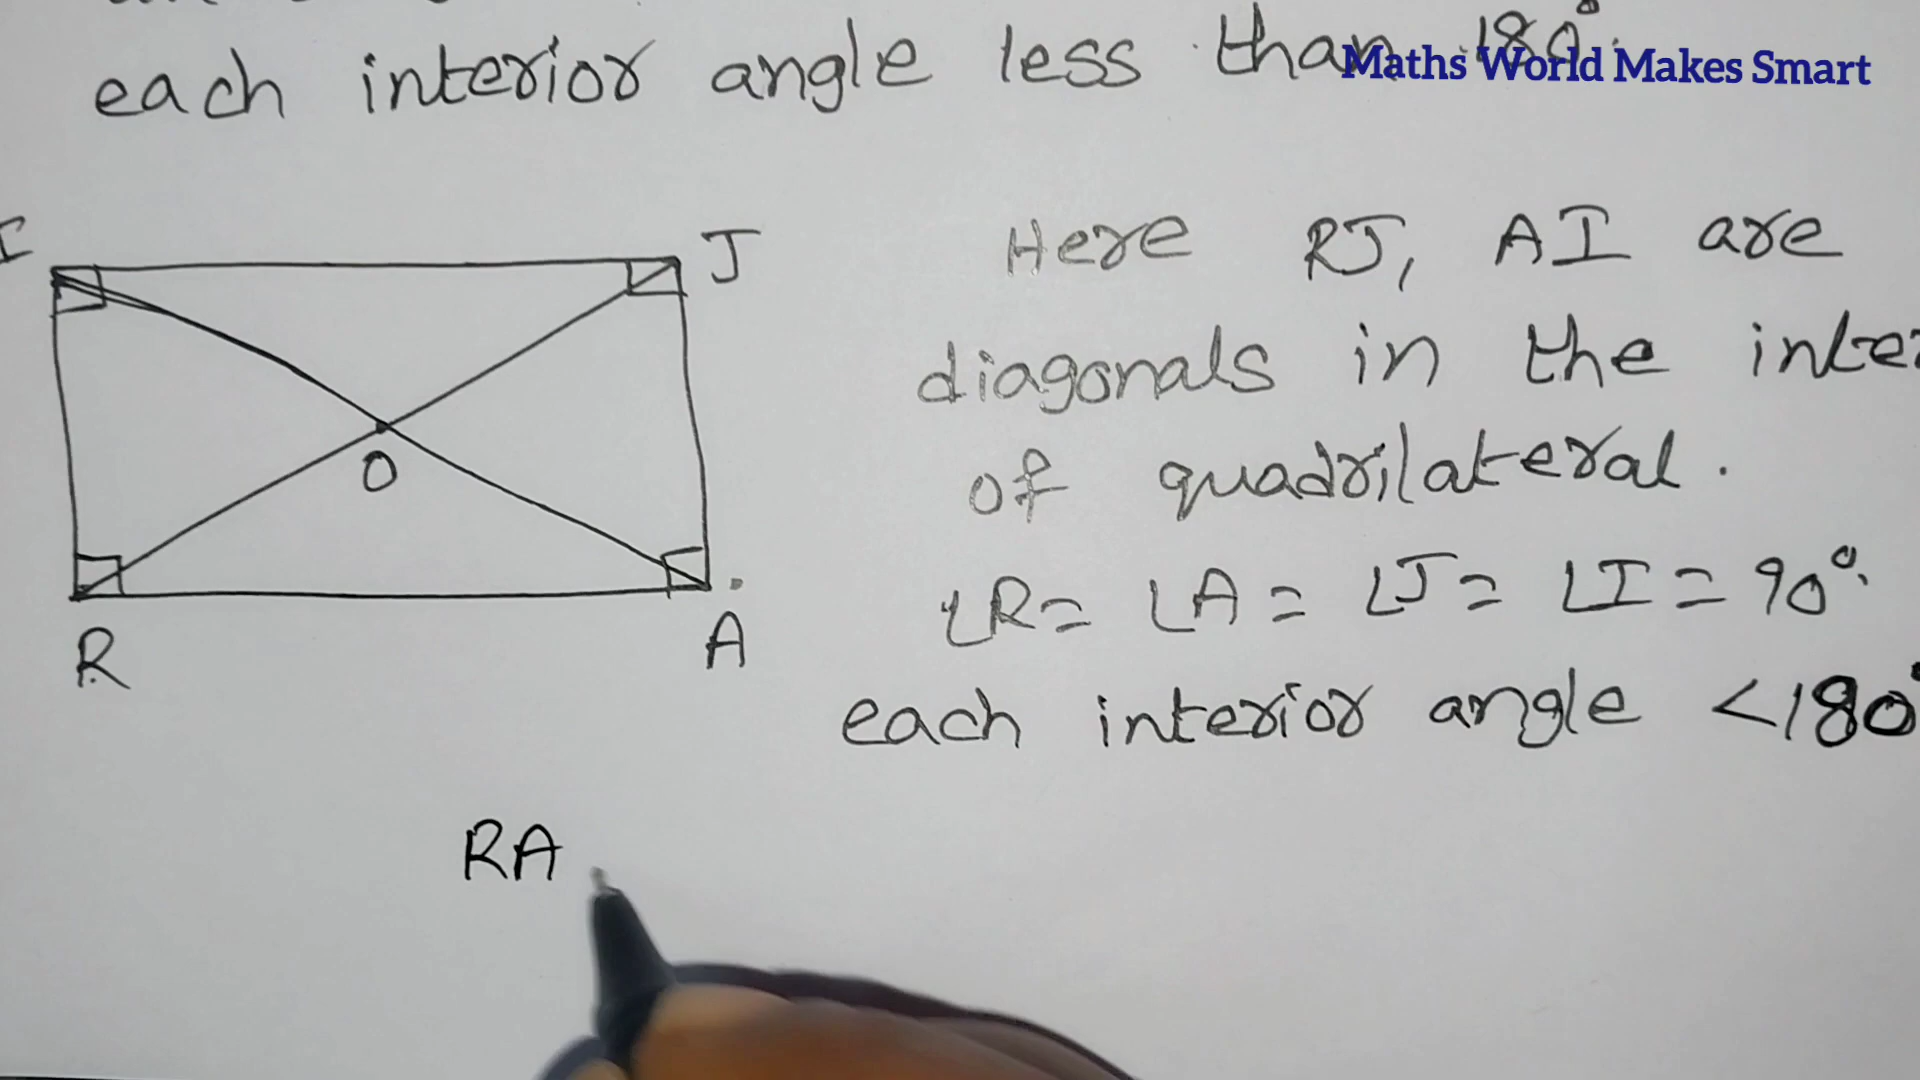 each interior angle less than 180°.
Maths World Makes Smart
I
J
Here RJ, AI are
diagonals in the inter
O
of quadrilateral.
∠R = ∠A = ∠J = ∠I = 90°.
R
A
each interior angle < 180°
RA